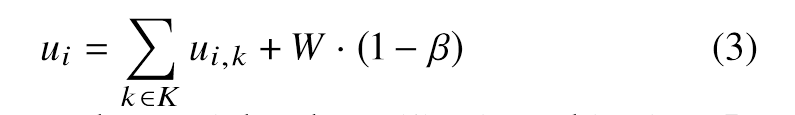 u_i = \sum_{k \in K} u_{i,k} + W \cdot (1 - \beta) (3)